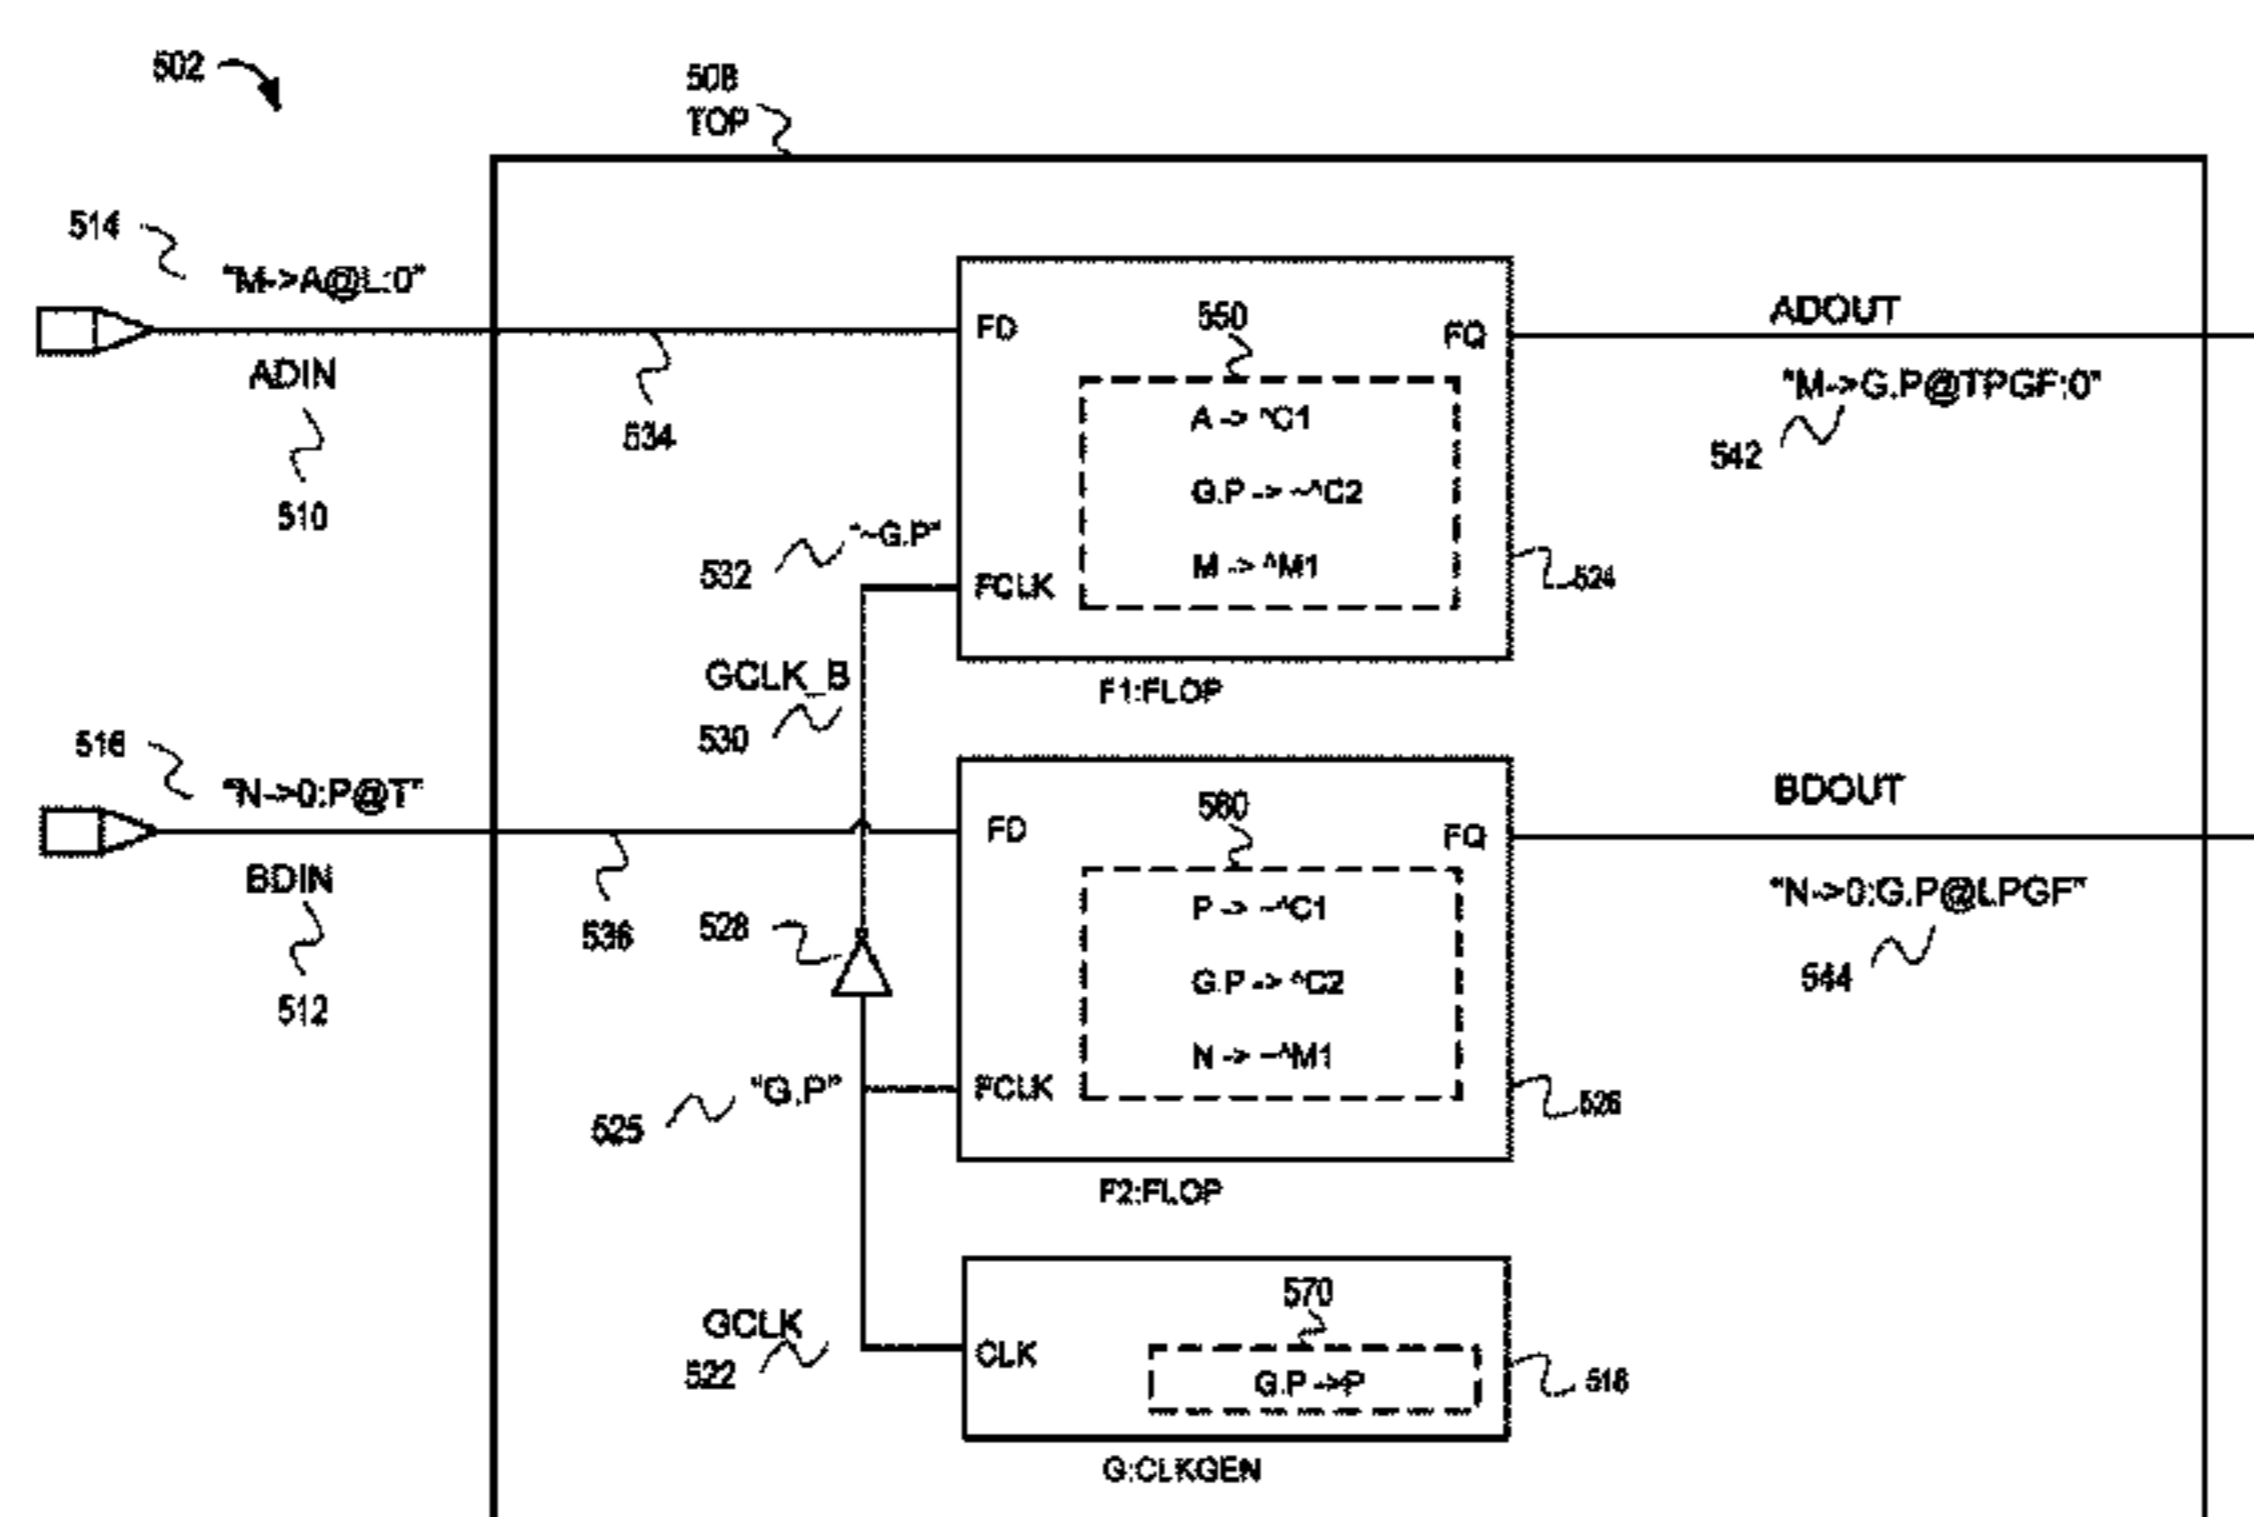 502
508
TOP
514
"M->A@L:0"
ADIN
510
534
FD
550
FQ
A -> ^C1
G.P -> ~^C2
M -> ^M1
ADOUT
"M->G.P@TPGF:0"
542
532
"~G.P"
FCLK
524
F1:FLOP
GCLK_B
530
516
"N->0:P@T"
BDIN
512
536
528
FD
560
FQ
P -> ~^C1
G.P -> ^C2
N -> ~^M1
BDOUT
"N->0:G.P@LPGF"
544
"G.P"
525
FCLK
526
F2:FLOP
GCLK
522
CLK
570
G.P ->P
518
G:CLKGEN